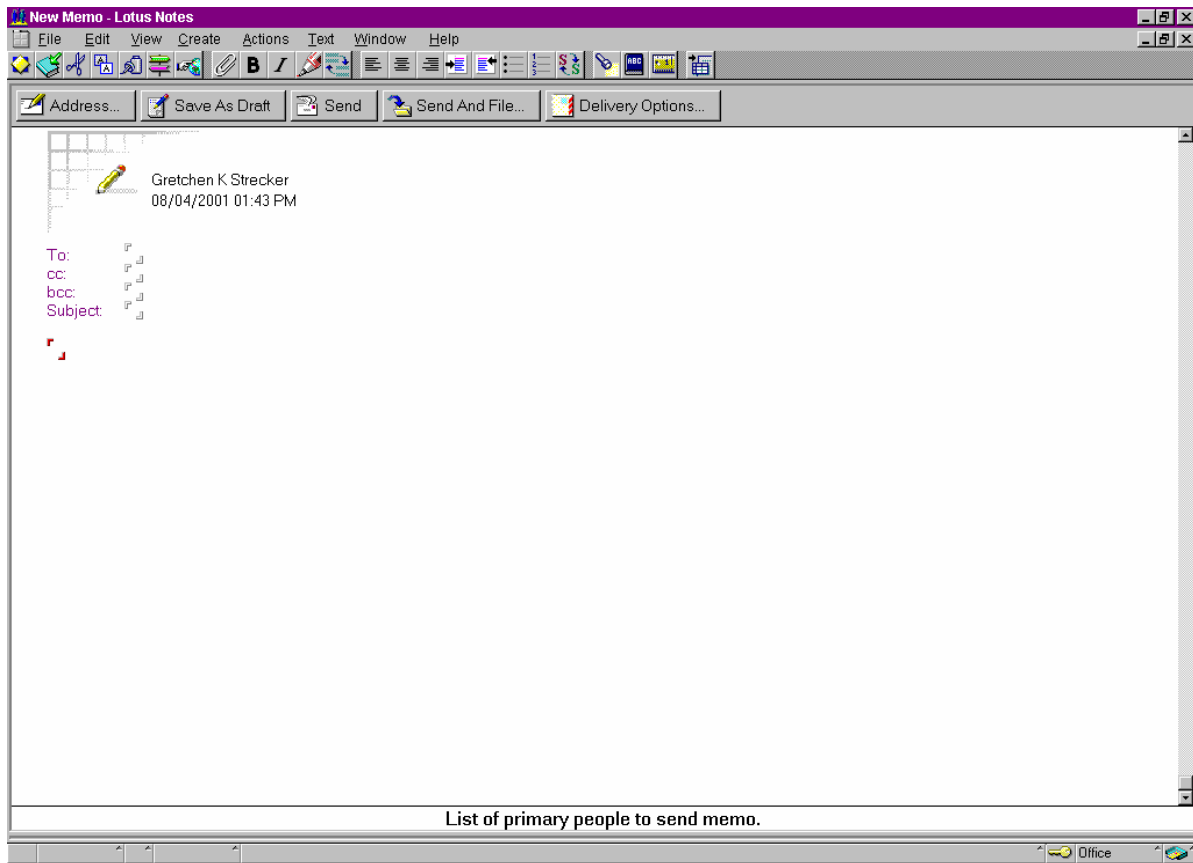 New Memo - Lotus Notes
File Edit View Create Actions Text Window Help
Address... Save As Draft Send Send And File... Delivery Options...
Gretchen K Strecker
08/04/2001 01:43 PM
To:
cc:
bcc:
Subject:
List of primary people to send memo.
Office